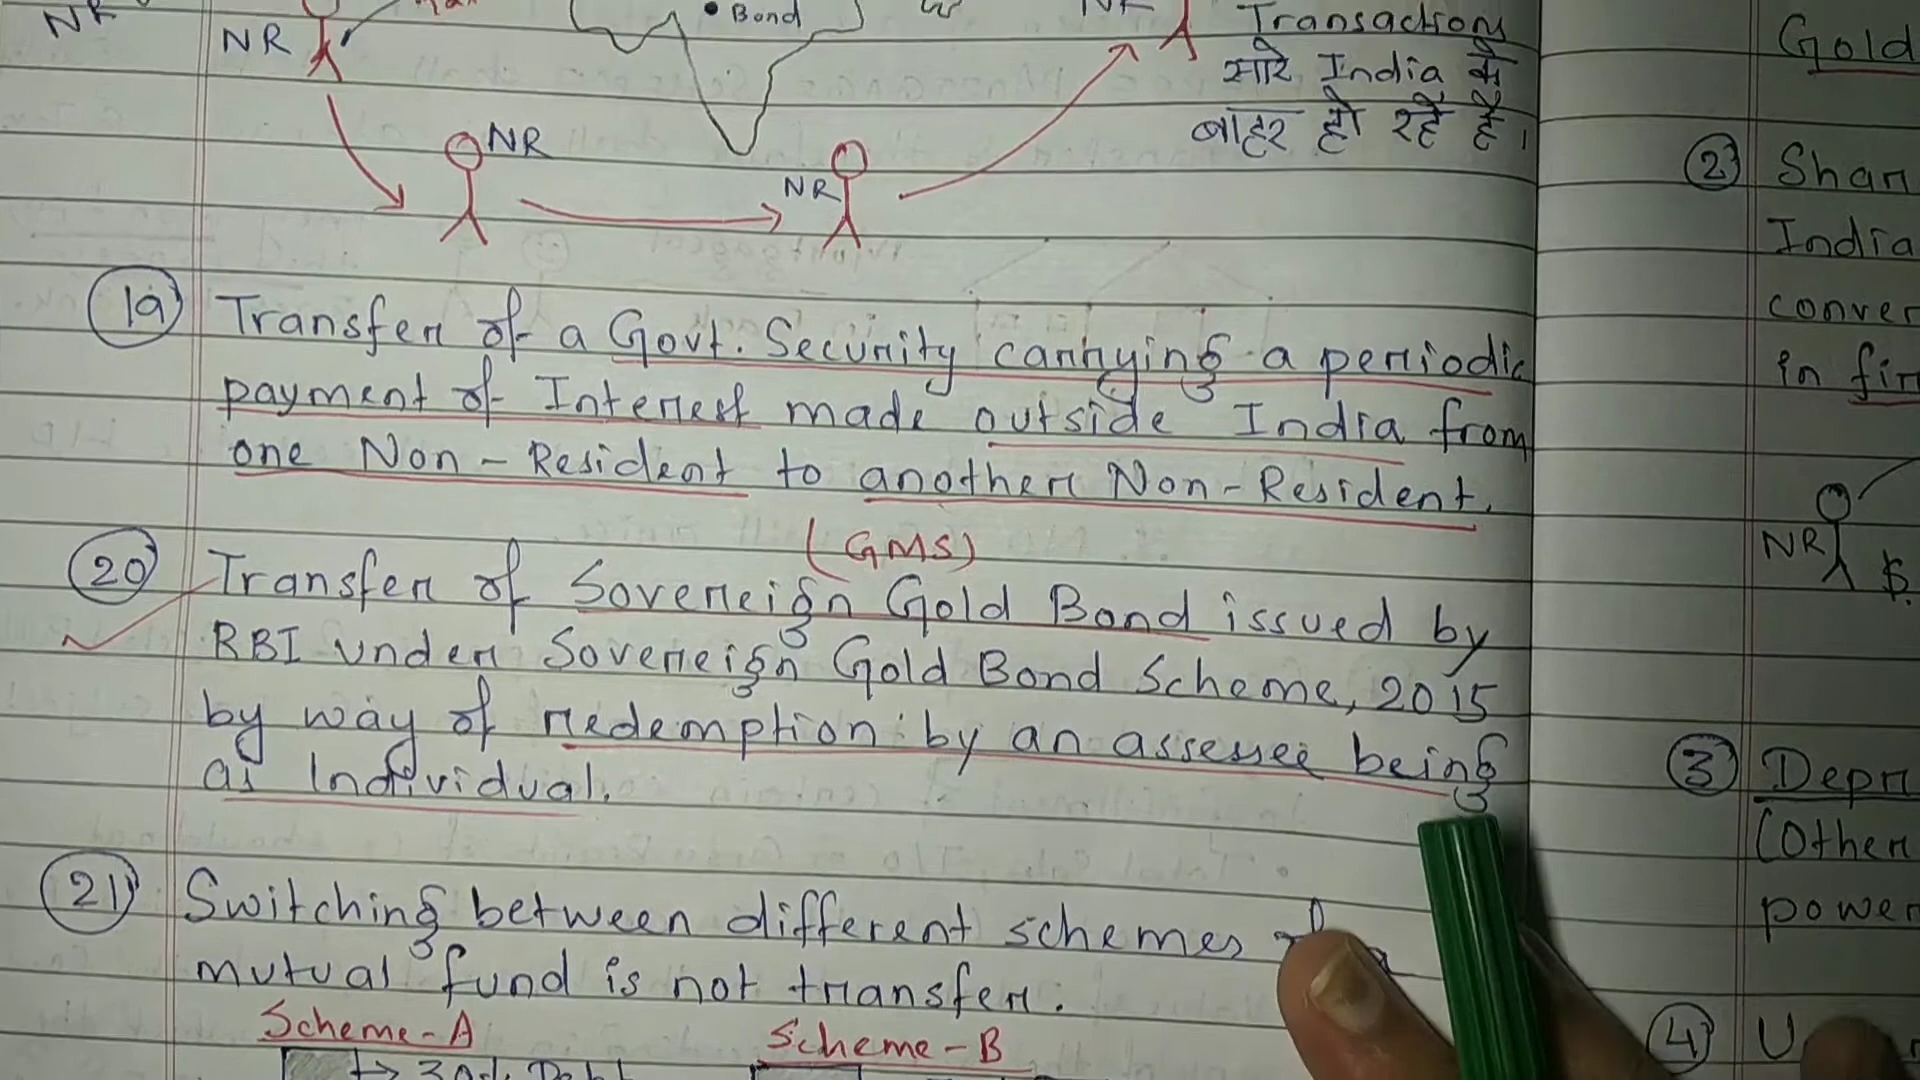 NR
NR
• Bond
NR
Transactions
सारे India के
बाहर हो रहे हैं।
NR
NR
19 Transfer of a Govt. Security carrying a periodic
payment of Interest made outside India from
one Non-Resident to another Non-Resident.
(GMS)
20 Transfer of Sovereign Gold Bond issued by
RBI under Sovereign Gold Bond Scheme, 2015
by way of redemption by an assessee being
as Individual.
21 Switching between different schemes of a
mutual fund is not transfer.
Scheme-A
Scheme-B
Gold
2 Shar
India
conver
in fir
NR
$
3 Depr
(Other
power
4 U